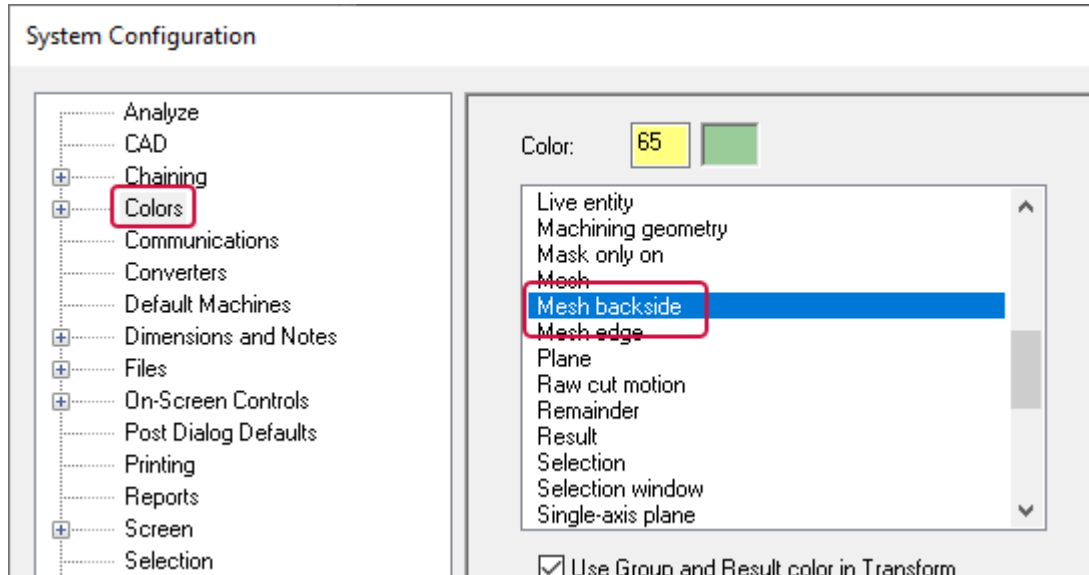 System Configuration
Analyze
CAD
Chaining
Colors
Communications
Converters
Default Machines
Dimensions and Notes
Files
On-Screen Controls
Post Dialog Defaults
Printing
Reports
Screen
Selection
Color: 65
Live entity
Machining geometry
Mask only on
Mesh
Mesh backside
Mesh edge
Plane
Raw cut motion
Remainder
Result
Selection
Selection window
Single-axis plane
Use Group and Result color in Transform